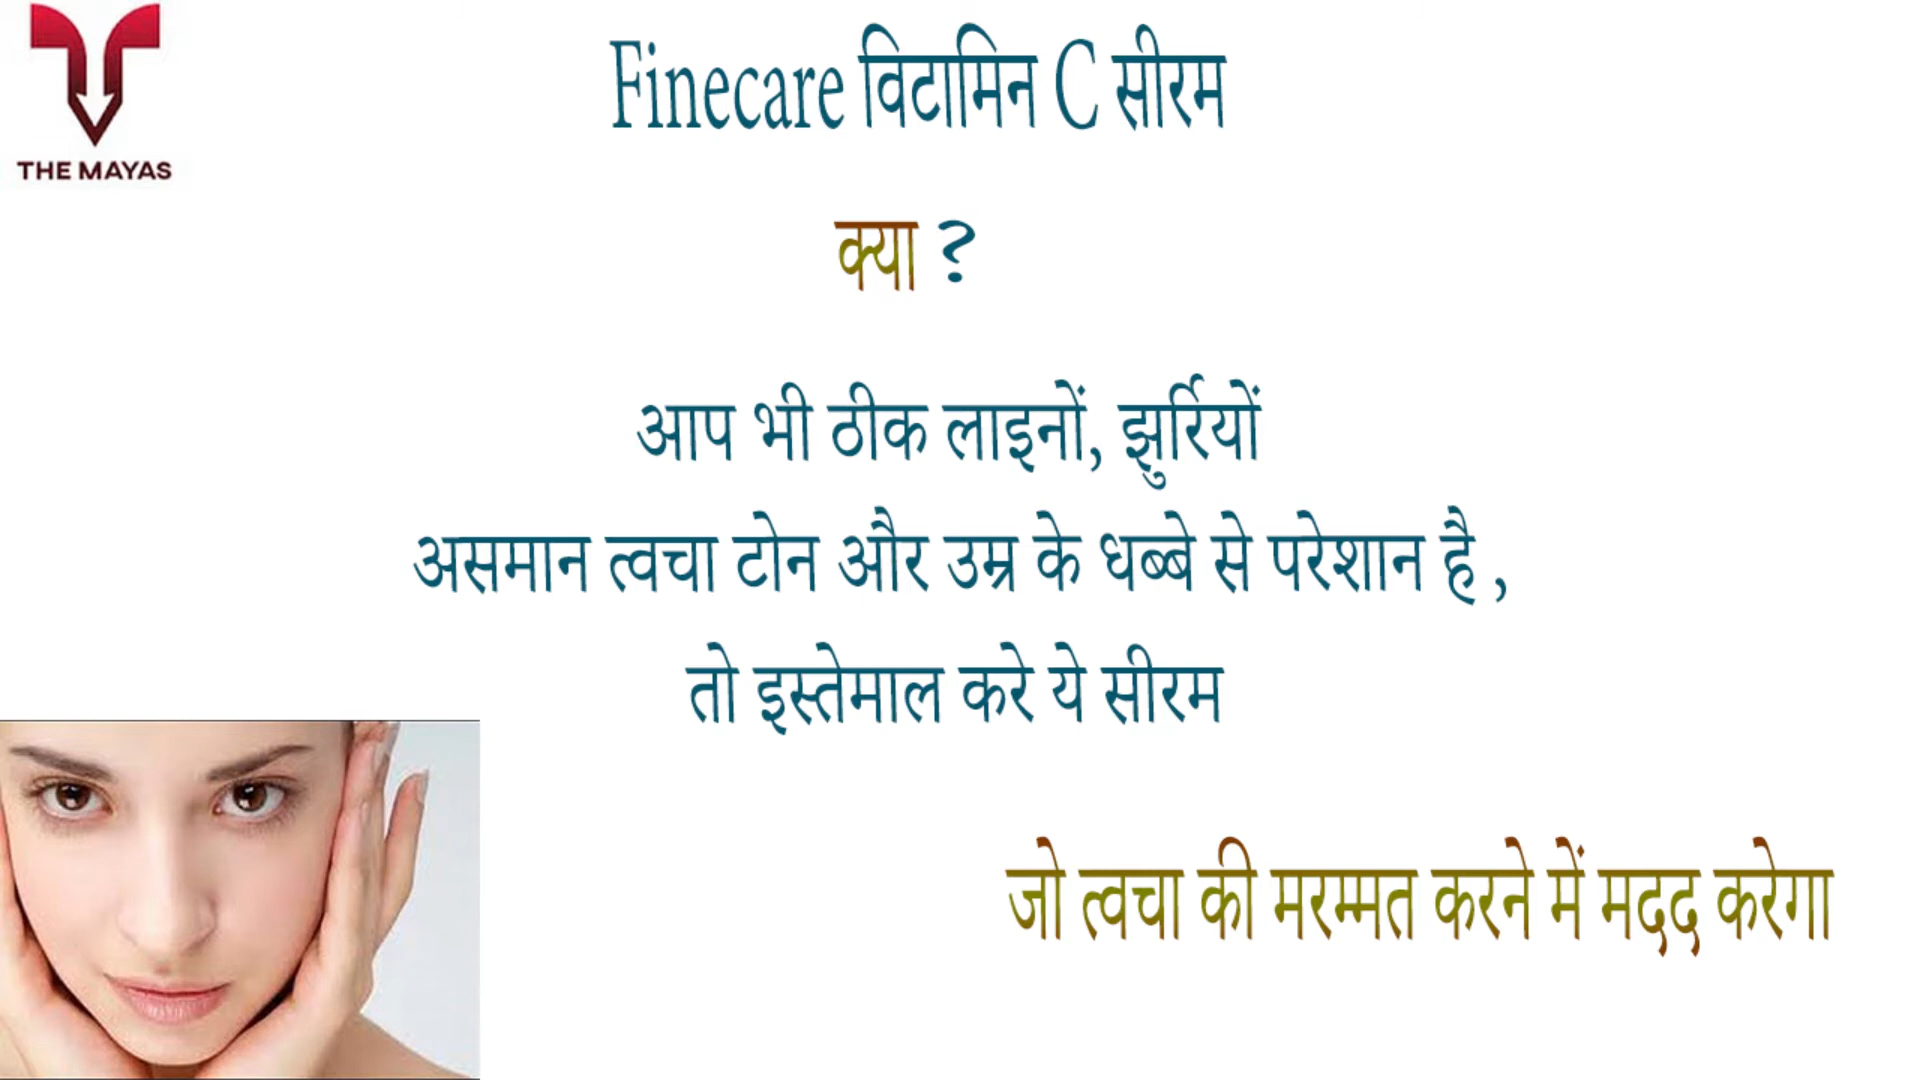 THE MAYAS
Finecare विटामिन C सीरम
क्या ?
आप भी ठीक लाइनों, झुर्रियों
असमान त्वचा टोन और उम्र के धब्बे से परेशान है ,
तो इस्तेमाल करे ये सीरम
जो त्वचा की मरम्मत करने में मदद करेगा